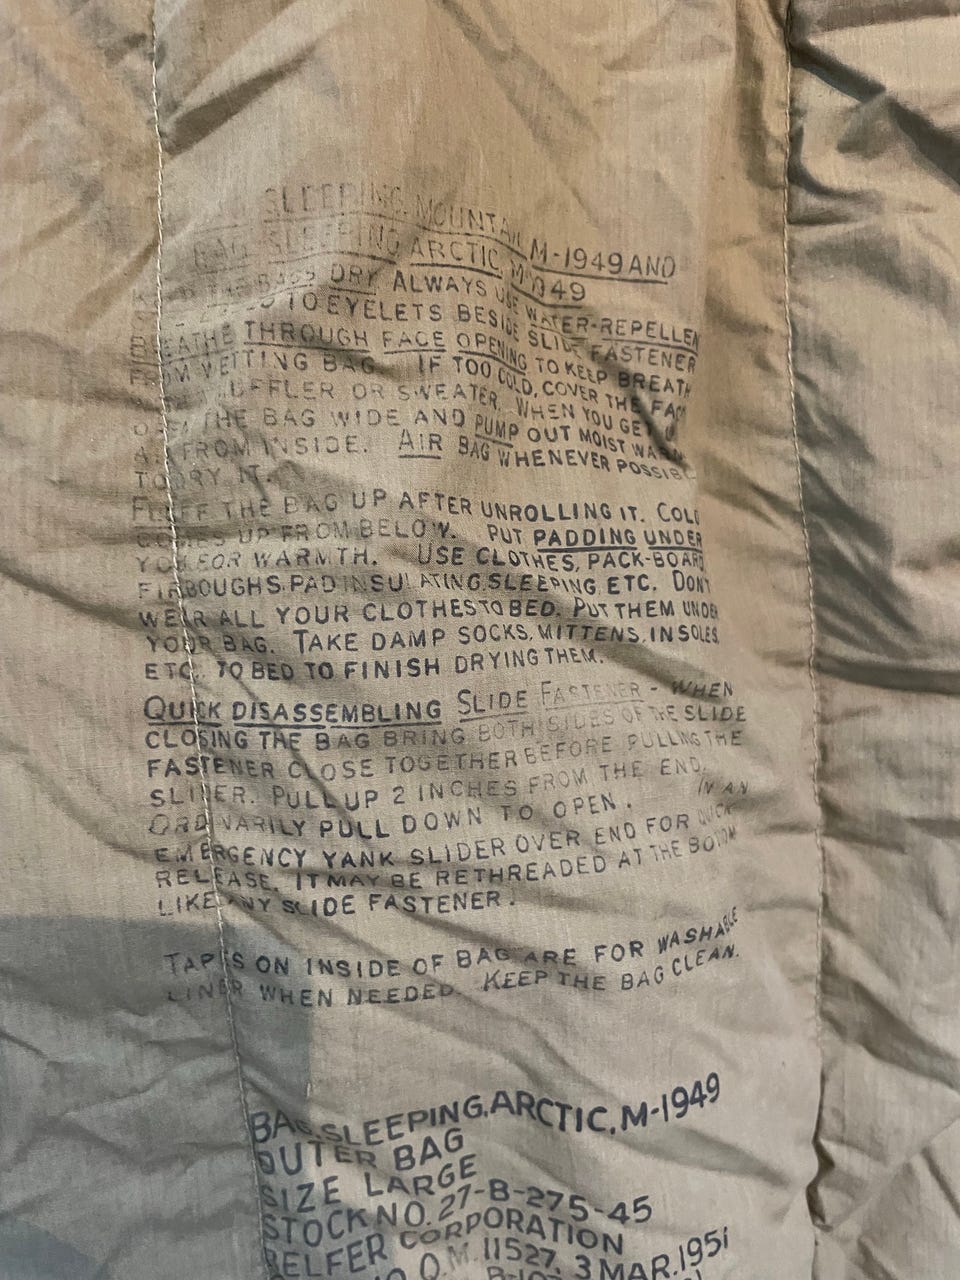 SLEEPING, MOUNTAIN, M-1949 AND
BAG, SLEEPING ARCTIC, M-1949
THE BAGS DRY. ALWAYS USE WATER-REPELLEN
TO EYELETS BESIDE SLIDE FASTENER
BREATHE THROUGH FACE OPENING TO KEEP BREATH
FROM WETTING BAG. IF TOO COLD, COVER THE FACE
MUFFLER OR SWEATER. WHEN YOU GET U
OPEN THE BAG WIDE AND PUMP OUT MOIST WARM
AIR FROM INSIDE. AIR BAG WHENEVER POSSIBL
TO DRY IT.
FLUFF THE BAG UP AFTER UNROLLING IT. COLD
COMES UP FROM BELOW. PUT PADDING UNDER
YOU FOR WARMTH. USE CLOTHES, PACK-BOARD
FIR BOUGHS, PAD INSULATING SLEEPING, ETC. DON'T
WEAR ALL YOUR CLOTHES TO BED. PUT THEM UNDER
YOUR BAG. TAKE DAMP SOCKS, MITTENS, INSOLES,
ETC. TO BED TO FINISH DRYING THEM.
QUICK DISASSEMBLING SLIDE FASTENER - WHEN
CLOSING THE BAG BRING BOTH SIDES OF THE SLIDE
FASTENER CLOSE TOGETHER BEFORE PULLING THE
SLIDER. PULL UP 2 INCHES FROM THE END.
ORDINARILY PULL DOWN TO OPEN. IN AN
EMERGENCY YANK SLIDER OVER END FOR QUICK
RELEASE. IT MAY BE RETHREADED AT THE BOTTOM
LIKE ANY SLIDE FASTENER.
TAPES ON INSIDE OF BAG ARE FOR WASHABLE
LINER WHEN NEEDED. KEEP THE BAG CLEAN.
BAG, SLEEPING, ARCTIC, M-1949
OUTER BAG
SIZE LARGE
STOCK NO. 27-B-275-45
BELFER CORPORATION
O.M. 11527, 3 MAR. 1951